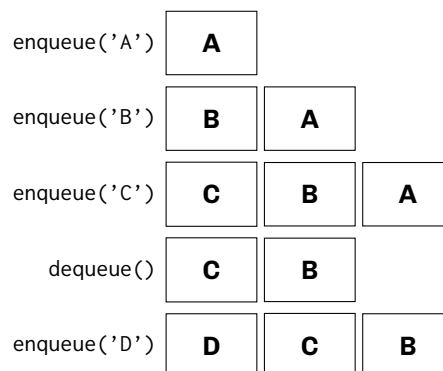 enqueue('A') A
enqueue('B') B A
enqueue('C') C B A
dequeue() C B
enqueue('D') D C B